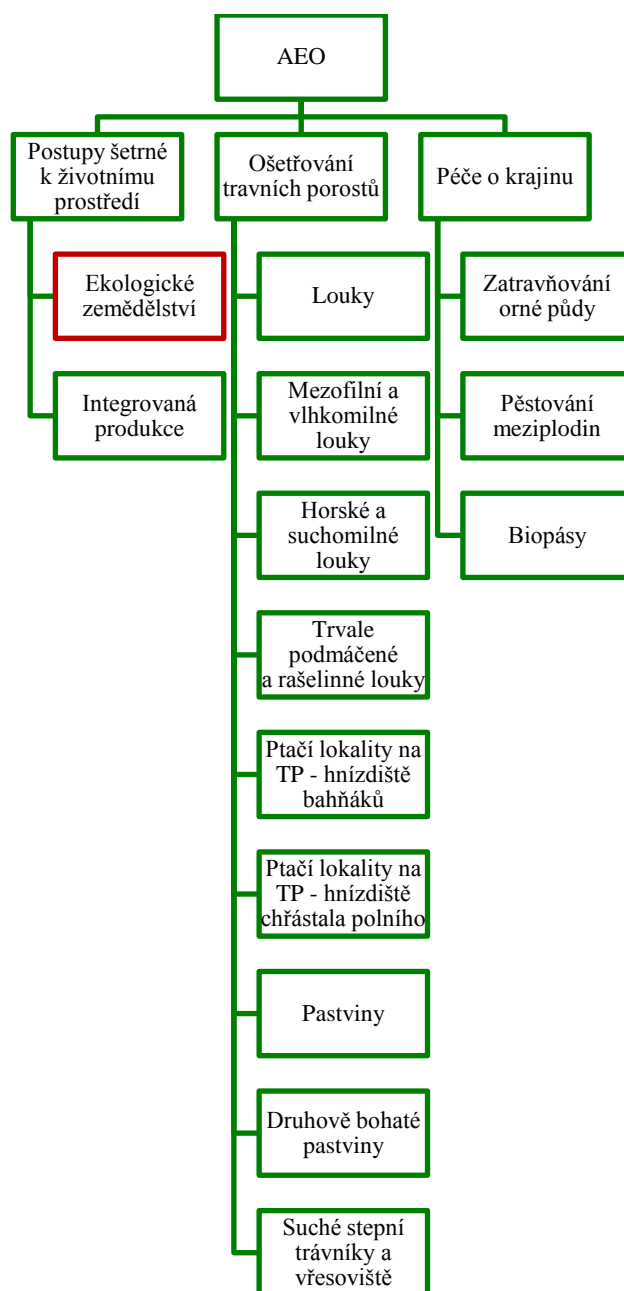 AEO
Postupy šetrné
k životnímu
prostředí
Ekologické
zemědělství
Integrovaná
produkce
Ošetřování
travních porostů
Louky
Mezofilní a
vlhkomilné
louky
Horské a
suchomilné
louky
Trvale
podmáčené
a rašelinné louky
Ptačí lokality na
TP - hnízdiště
bahňáků
Ptačí lokality na
TP - hnízdiště
chřástala polního
Pastviny
Druhově bohaté
pastviny
Suché stepní
trávníky a
vřesoviště
Péče o krajinu
Zatravňování
orné půdy
Pěstování
meziplodin
Biopásy